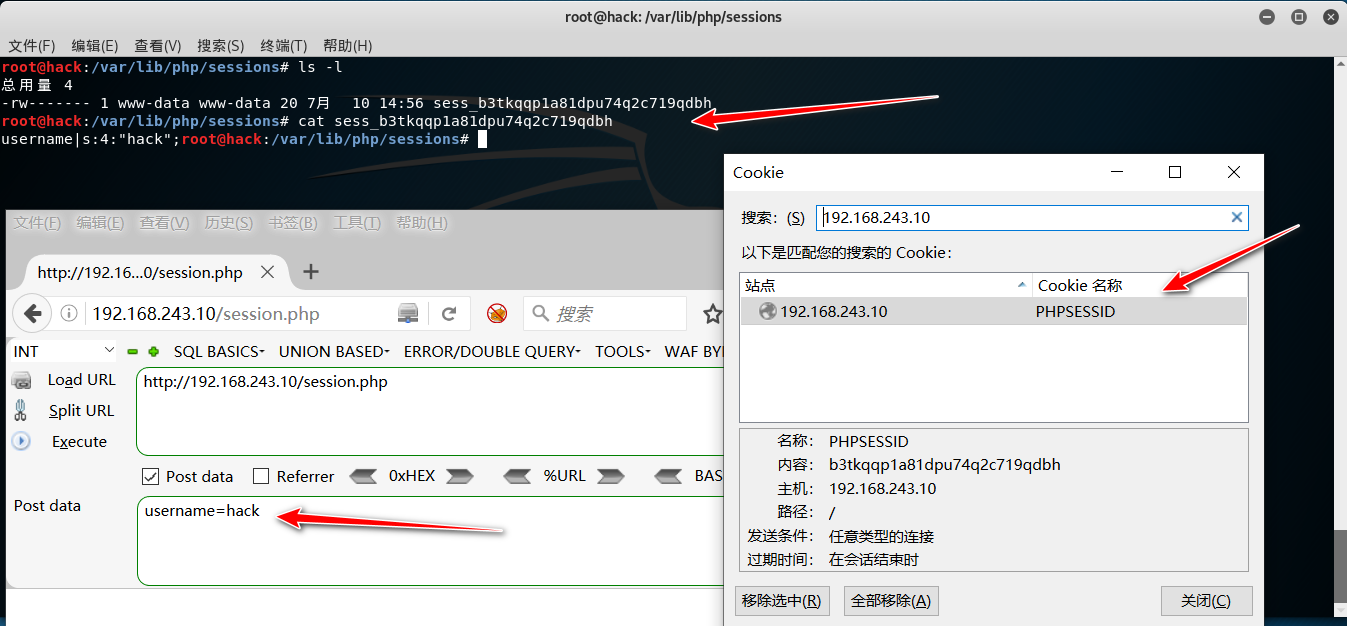 root@hack: /var/lib/php/sessions
文件(F) 编辑(E) 查看(V) 搜索(S) 终端(T) 帮助(H)
root@hack:/var/lib/php/sessions# ls -l
总用量 4
-rw------- 1 www-data www-data 20 7月  10 14:56 sess_b3tkqqp1a81dpu74q2c719qdbh
root@hack:/var/lib/php/sessions# cat sess_b3tkqqp1a81dpu74q2c719qdbh
username|s:4:"hack";root@hack:/var/lib/php/sessions#
文件(F) 编辑(E) 查看(V) 历史(S) 书签(B) 工具(T) 帮助(H)
http://192.16...0/session.php
192.168.243.10/session.php
搜索
INT SQL BASICS UNION BASED ERROR/DOUBLE QUERY TOOLS WAF BY
Load URL
http://192.168.243.10/session.php
Split URL
Execute
Post data Referrer 0xHEX %URL BAS
Post data
username=hack
Cookie
搜索: (S) 192.168.243.10
以下是匹配您的搜索的 Cookie:
站点 Cookie 名称
192.168.243.10 PHPSESSID
名称: PHPSESSID
内容: b3tkqqp1a81dpu74q2c719qdbh
主机: 192.168.243.10
路径: /
发送条件: 任意类型的连接
过期时间: 在会话结束时
移除选中(R) 全部移除(A) 关闭(C)